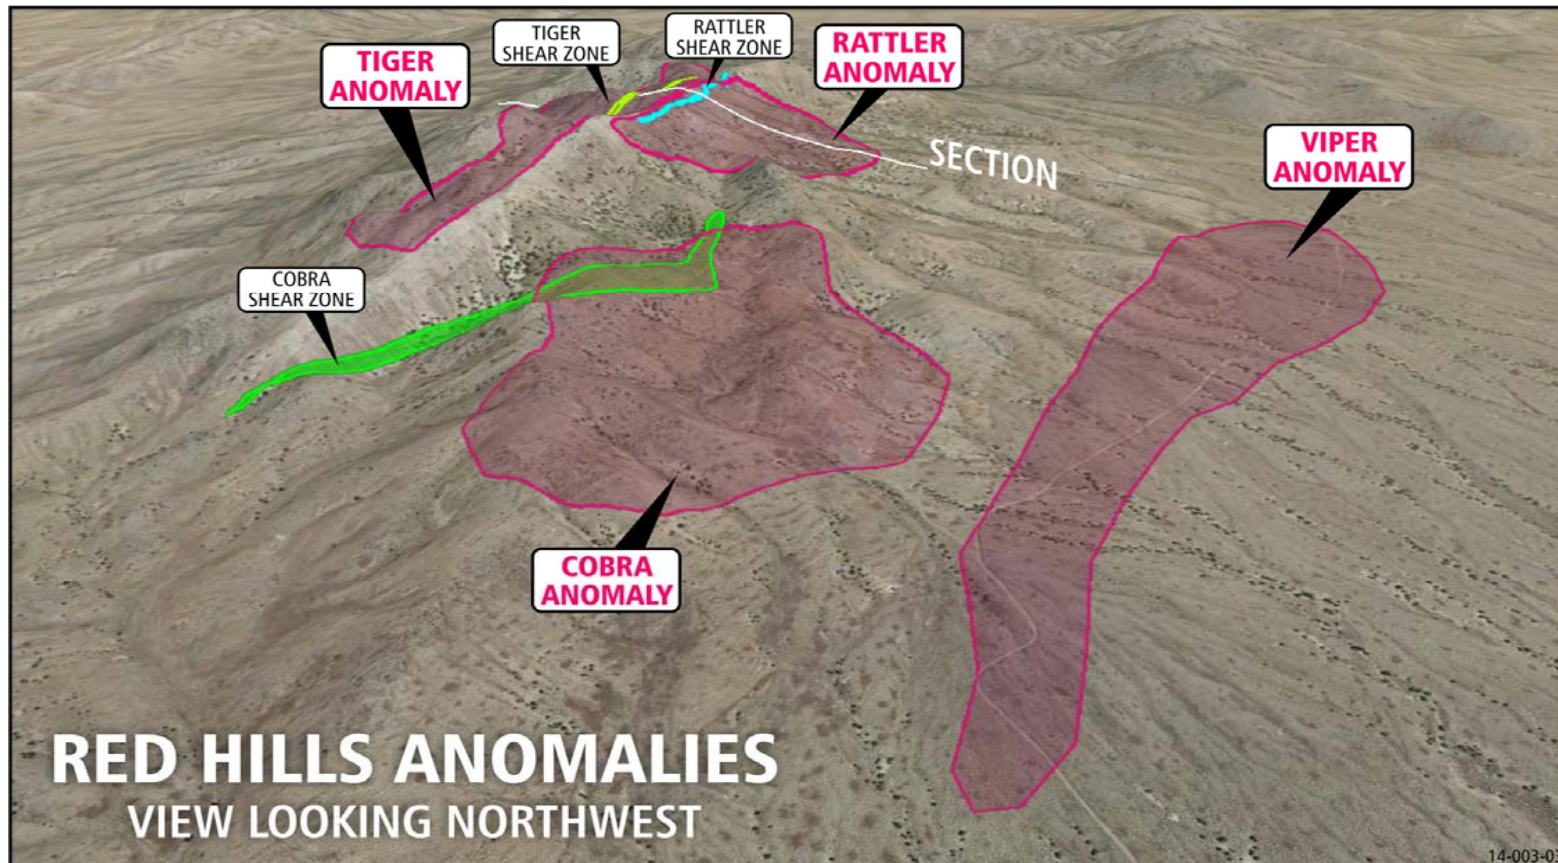 TIGER
SHEAR ZONE
RATTLER
SHEAR ZONE
TIGER
ANOMALY
RATTLER
ANOMALY
SECTION
VIPER
ANOMALY
COBRA
SHEAR ZONE
COBRA
ANOMALY
RED HILLS ANOMALIES
VIEW LOOKING NORTHWEST